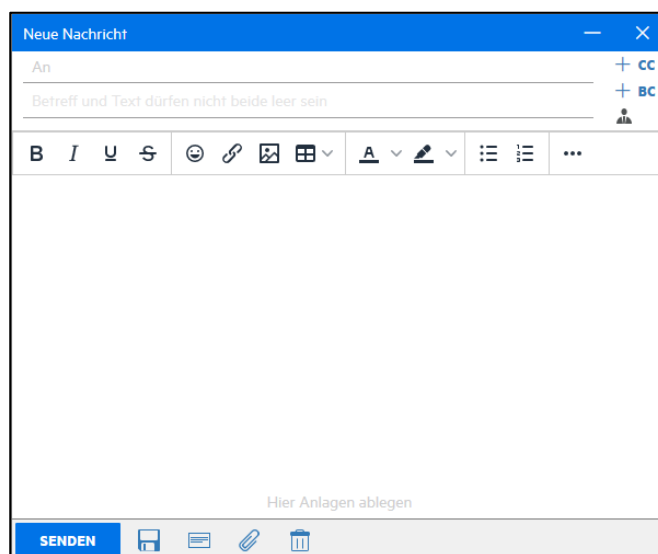 Neue Nachricht
An
CC
Betreff und Text dürfen nicht beide leer sein
BC
B I U S A
Hier Anlagen ablegen
SENDEN